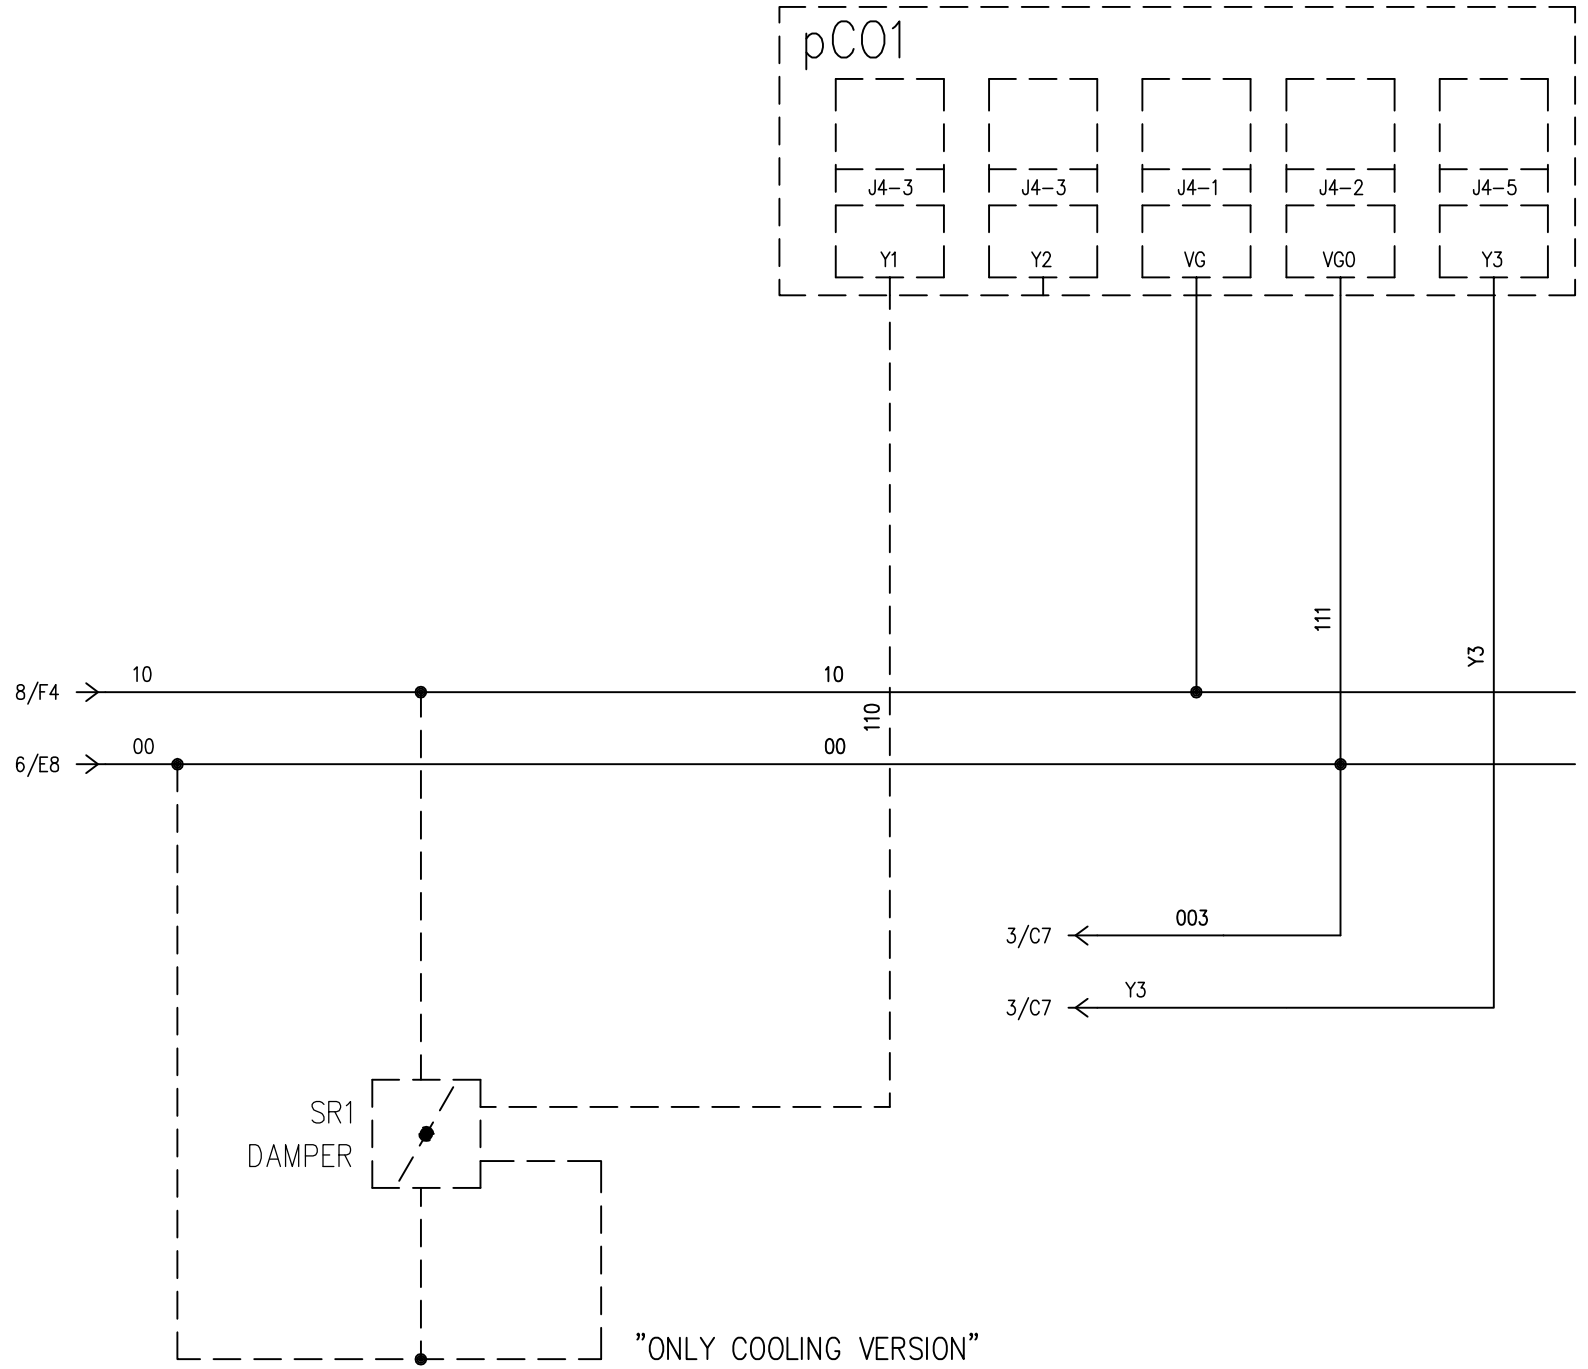 pCO1
J4-3 J4-3 J4-1 J4-2 J4-5
Y1 Y2 VG VG0 Y3
111
Y3
10 10
8/F4
110
00 00
6/E8
003
3/C7
Y3
3/C7
SR1
DAMPER
"ONLY COOLING VERSION"